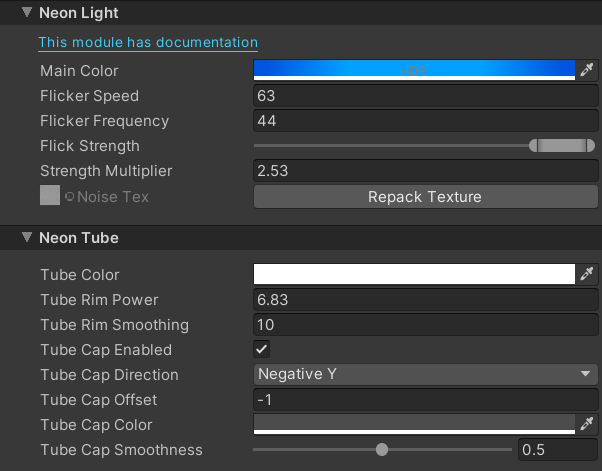 Neon Light
This module has documentation
Main Color HDR
Flicker Speed 63
Flicker Frequency 44
Flick Strength
Strength Multiplier 2.53
Noise Tex Repack Texture
Neon Tube
Tube Color
Tube Rim Power 6.83
Tube Rim Smoothing 10
Tube Cap Enabled
Tube Cap Direction Negative Y
Tube Cap Offset -1
Tube Cap Color
Tube Cap Smoothness 0.5